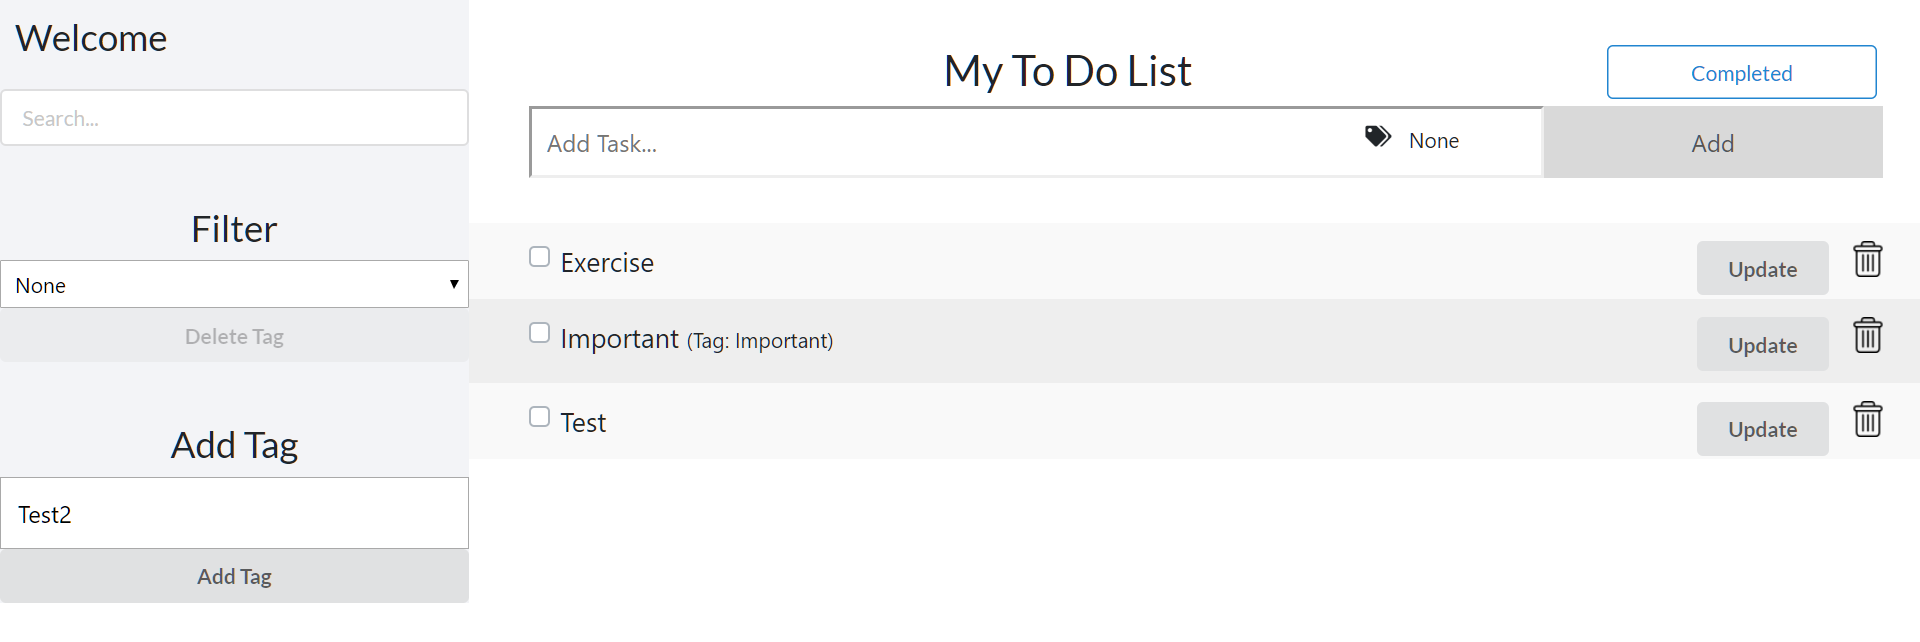 Welcome
Search...
Filter
None
Delete Tag
Add Tag
Test2
Add Tag
My To Do List
Completed
Add Task...
None
Add
Exercise
Update
Important (Tag: Important)
Update
Test
Update